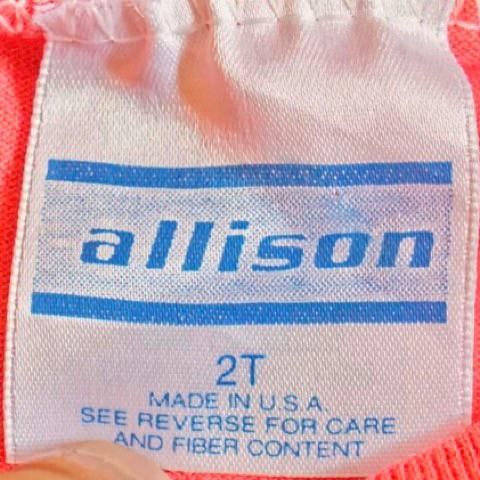 allison
2T
MADE IN U.S.A.
SEE REVERSE FOR CARE
AND FIBER CONTENT